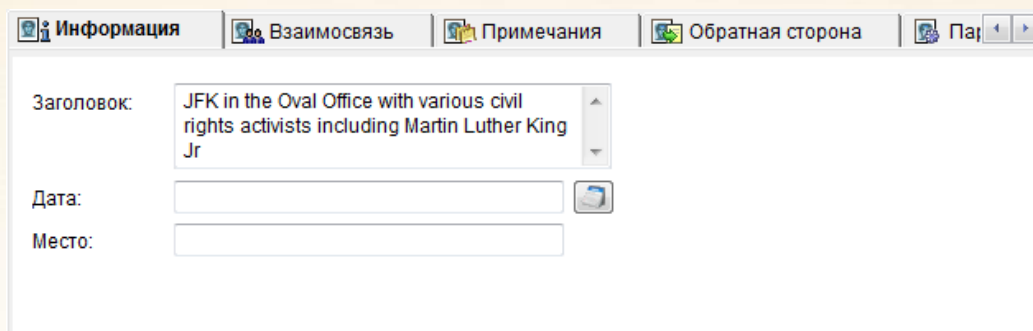 Информация Взаимосвязь Примечания Обратная сторона
Заголовок: JFK in the Oval Office with various civil
rights activists including Martin Luther King
Jr
Дата:
Место: